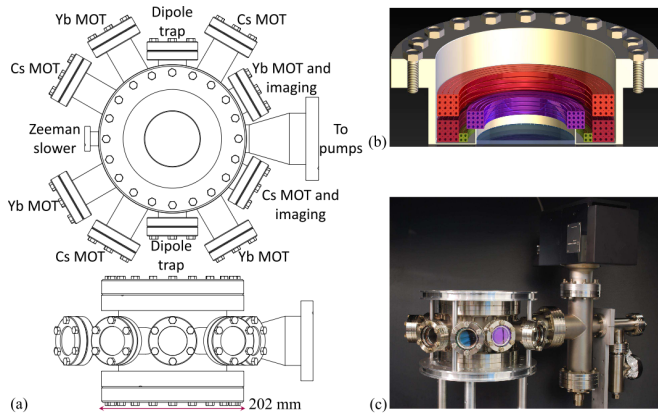 Dipole
trap
Yb MOT
Cs MOT
Cs MOT
Yb MOT and
imaging
Zeeman
slower
To
pumps
Yb MOT
Cs MOT and
imaging
Cs MOT
Dipole
trap
Yb MOT
(a)
202 mm
(b)
(c)